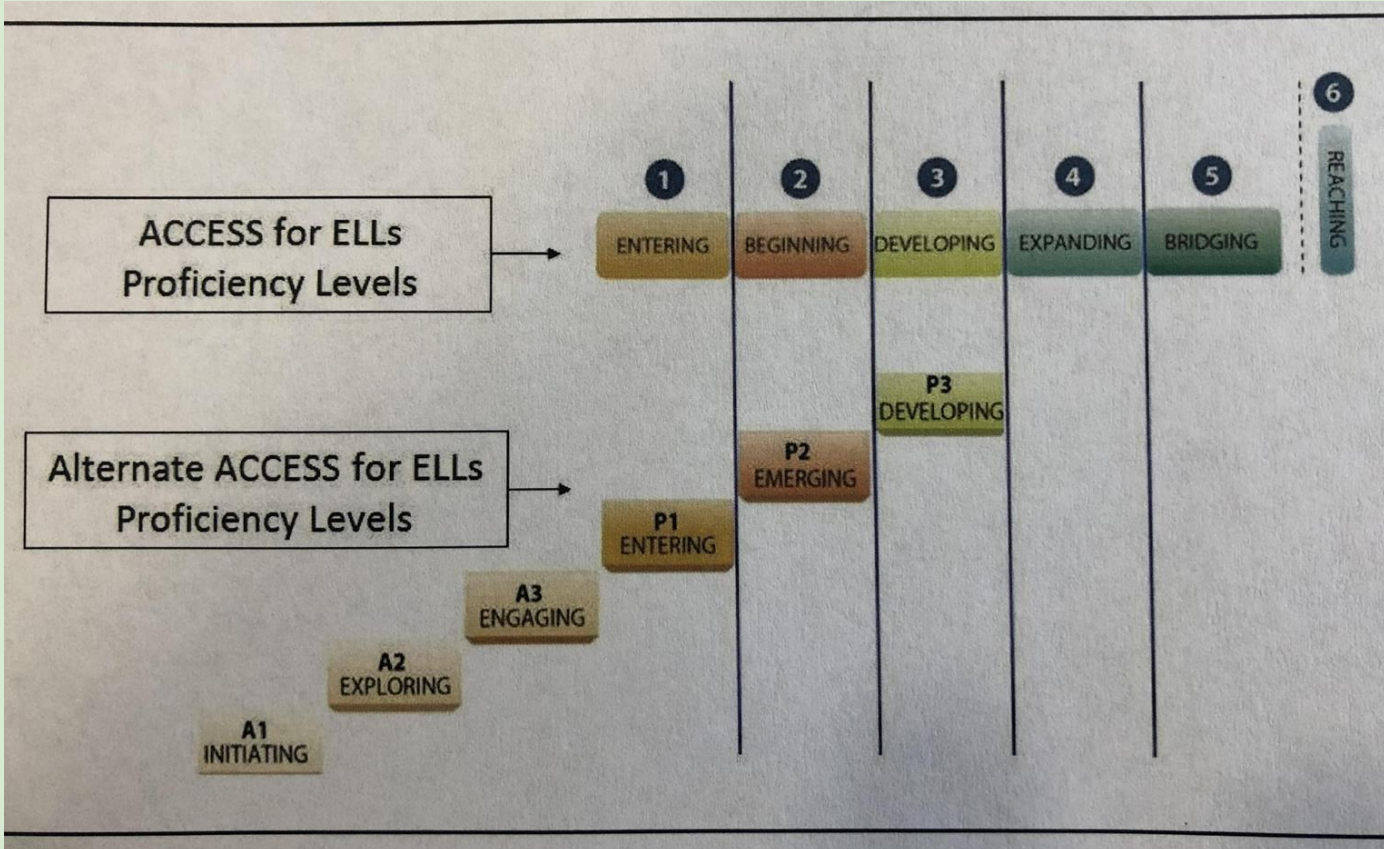 6
REACHING
1 2 3 4 5
ACCESS for ELLs
Proficiency Levels
ENTERING BEGINNING DEVELOPING EXPANDING BRIDGING
P3
DEVELOPING
Alternate ACCESS for ELLs
Proficiency Levels
P2
EMERGING
P1
ENTERING
A3
ENGAGING
A2
EXPLORING
A1
INITIATING